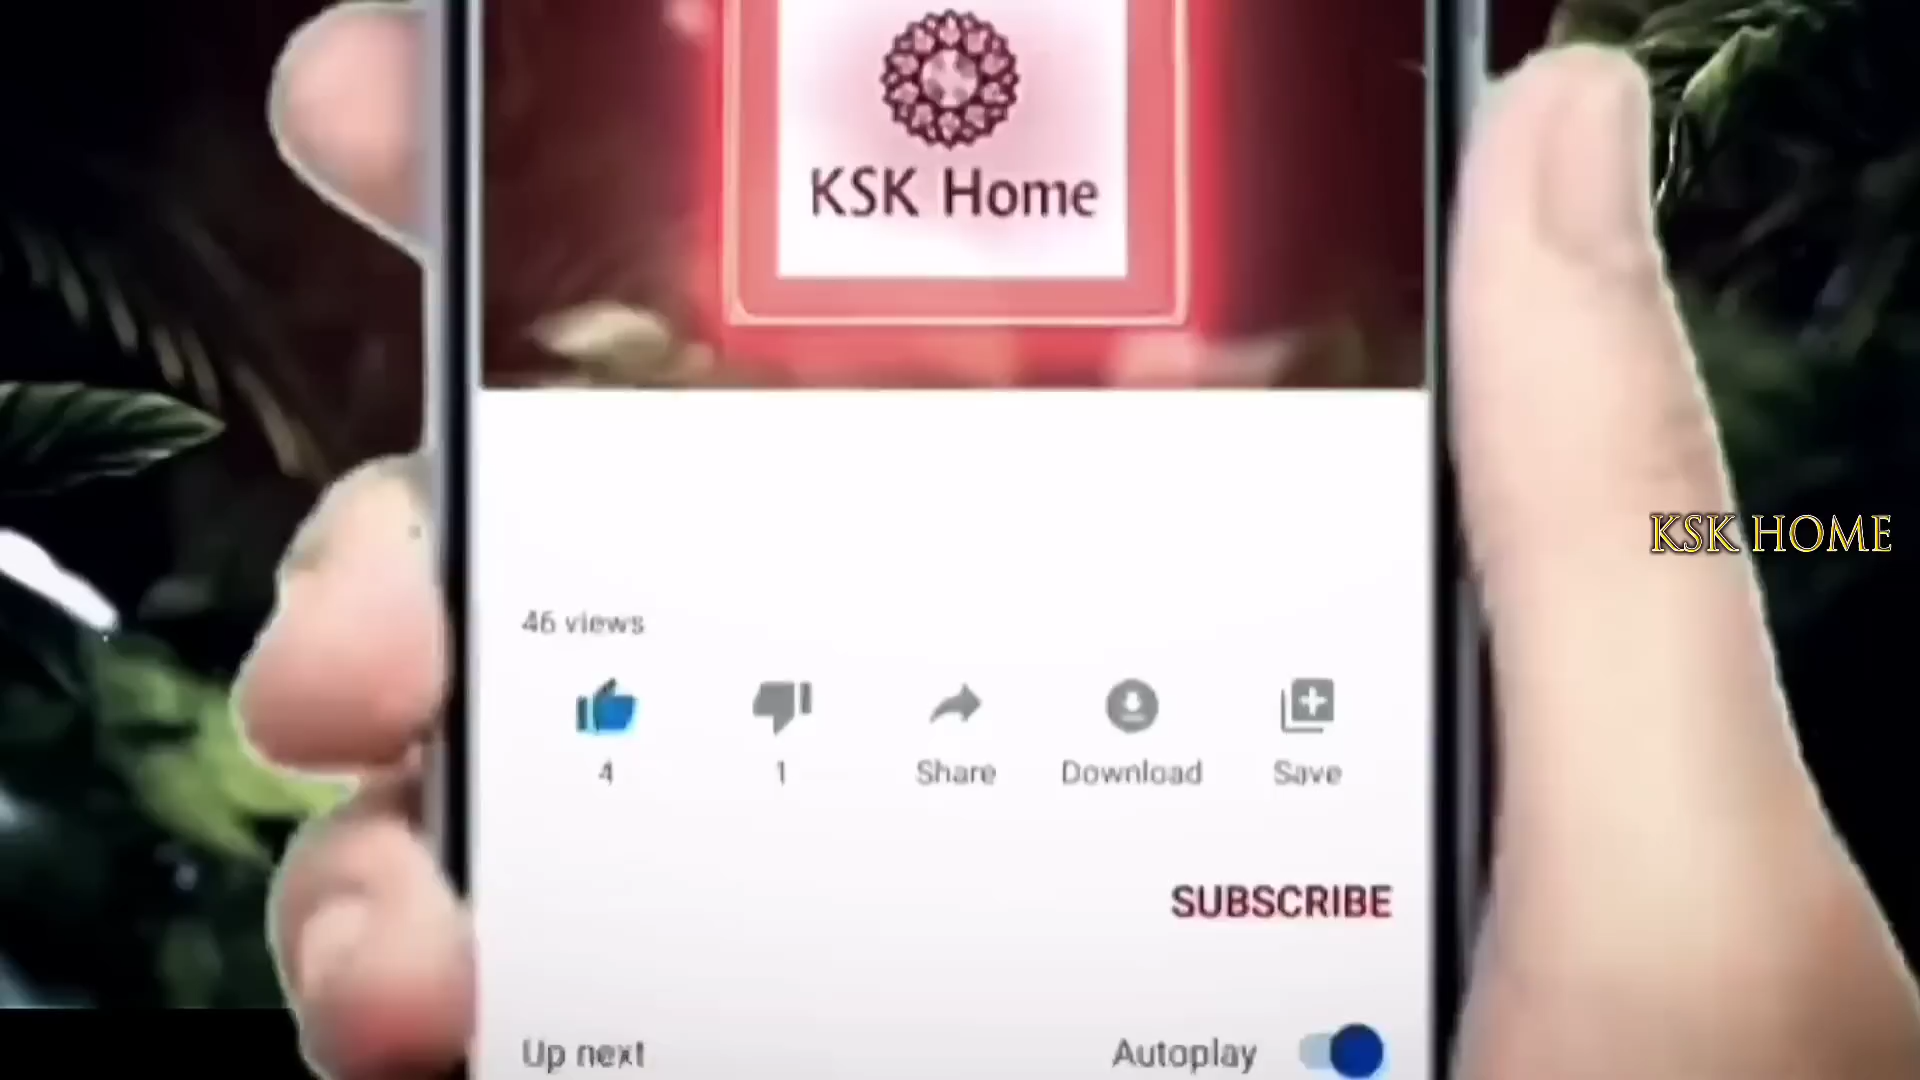 KSK Home
KSK HOME
46 views
4
1
Share
Download
Save
SUBSCRIBE
Up next
Autoplay